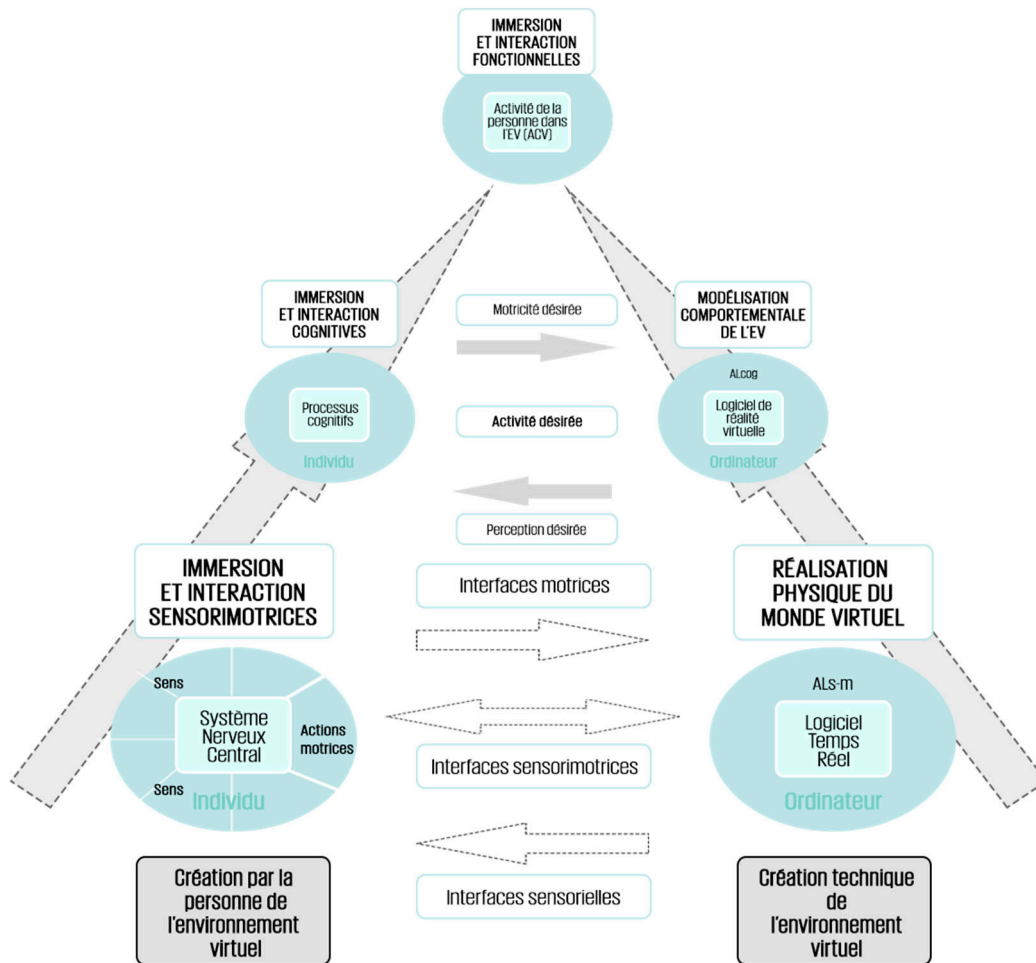 IMMERSION
ET INTERACTION
FONCTIONNELLES
Activité de la
personne dans
l'EV (ACV)
IMMERSION
ET INTERACTION
COGNITIVES
Processus
cognitifs
Individu
Motricité désirée
Activité désirée
Perception désirée
MODÉLISATION
COMPORTEMENTALE
DE L'EV
ALcog
Logiciel de
réalité
virtuelle
Ordinateur
IMMERSION
ET INTERACTION
SENSORIMOTRICES
Sens
Système
Nerveux
Central
Actions
motrices
Sens
Individu
Interfaces motrices
Interfaces sensorimotrices
Interfaces sensorielles
RÉALISATION
PHYSIQUE DU
MONDE VIRTUEL
ALs-m
Logiciel
Temps
Réel
Ordinateur
Création par la
personne de
l'environnement
virtuel
Création technique
de
l'environnement
virtuel